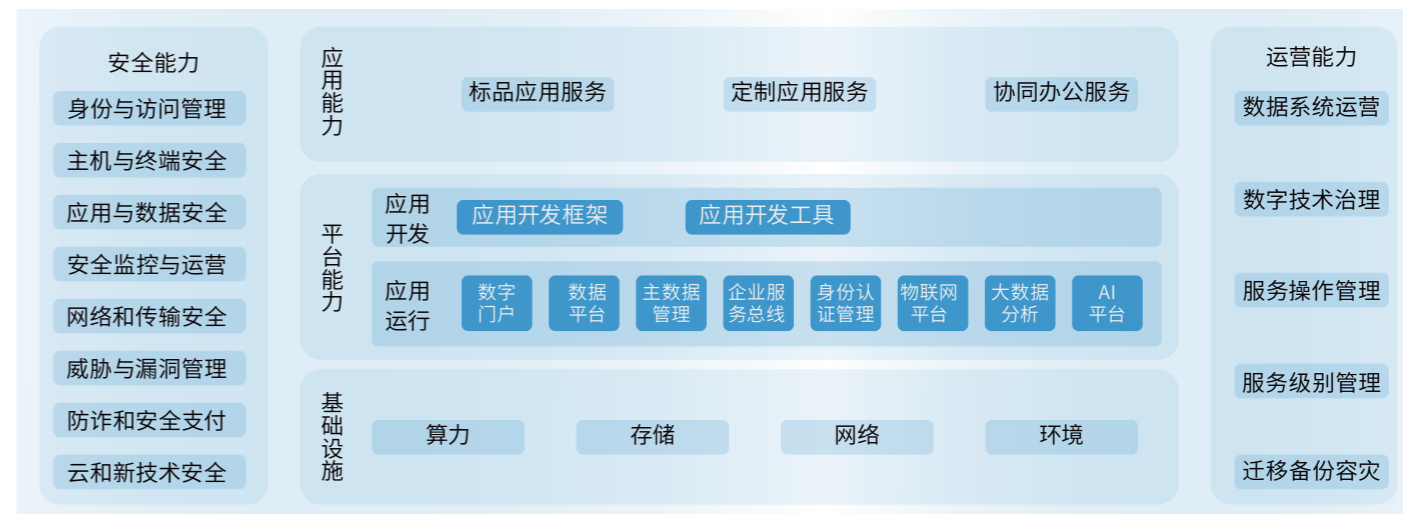 安全能力
身份与访问管理
主机与终端安全
应用与数据安全
安全监控与运营
网络和传输安全
威胁与漏洞管理
防诈和安全支付
云和新技术安全
应用能力
标品应用服务
定制应用服务
协同办公服务
平台能力
应用
开发
应用开发框架
应用开发工具
应用
运行
数字
门户
数据
平台
主数据
管理
企业服
务总线
身份认
证管理
物联网
平台
大数据
分析
AI
平台
基础设施
算力
存储
网络
环境
运营能力
数据系统运营
数字技术治理
服务操作管理
服务级别管理
迁移备份容灾